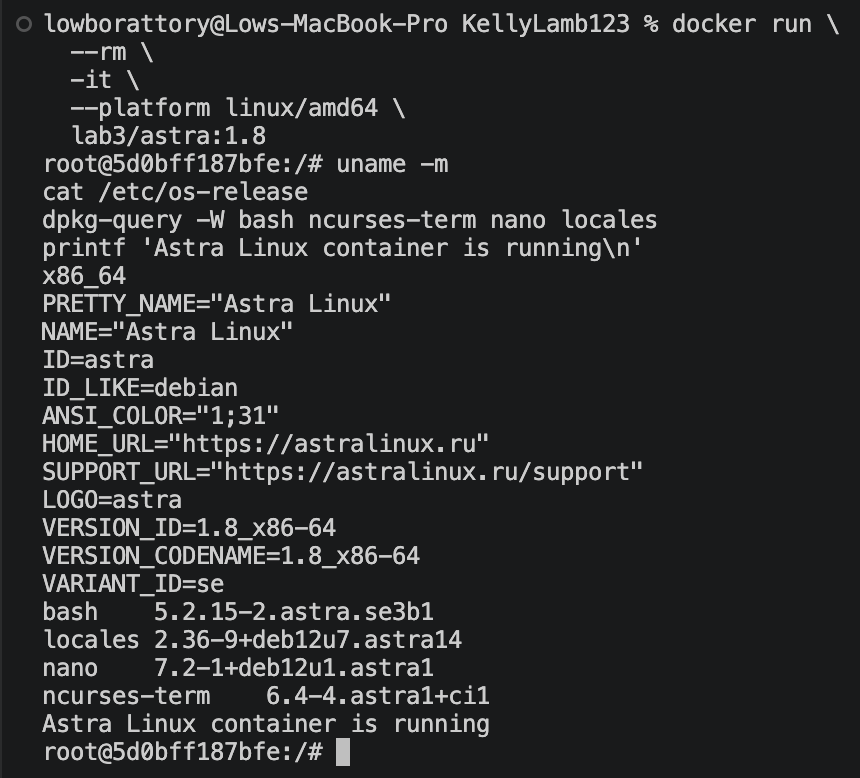 lowborattory@Lows-MacBook-Pro KellyLamb123 % docker run \
  --rm \
  -it \
  --platform linux/amd64 \
  lab3/astra:1.8
root@5d0bff187bfe:/# uname -m
cat /etc/os-release
dpkg-query -W bash ncurses-term nano locales
printf 'Astra Linux container is running\n'
x86_64
PRETTY_NAME="Astra Linux"
NAME="Astra Linux"
ID=astra
ID_LIKE=debian
ANSI_COLOR="1;31"
HOME_URL="https://astralinux.ru"
SUPPORT_URL="https://astralinux.ru/support"
LOGO=astra
VERSION_ID=1.8_x86-64
VERSION_CODENAME=1.8_x86-64
VARIANT_ID=se
bash    5.2.15-2.astra.se3b1
locales 2.36-9+deb12u7.astra14
nano    7.2-1+deb12u1.astra1
ncurses-term    6.4-4.astra1+ci1
Astra Linux container is running
root@5d0bff187bfe:/#